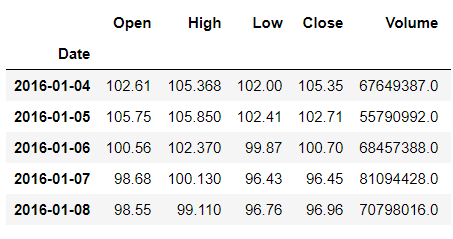 Open High Low Close Volume
Date
2016-01-04 102.61 105.368 102.00 105.35 67649387.0
2016-01-05 105.75 105.850 102.41 102.71 55790992.0
2016-01-06 100.56 102.370 99.87 100.70 68457388.0
2016-01-07 98.68 100.130 96.43 96.45 81094428.0
2016-01-08 98.55 99.110 96.76 96.96 70798016.0